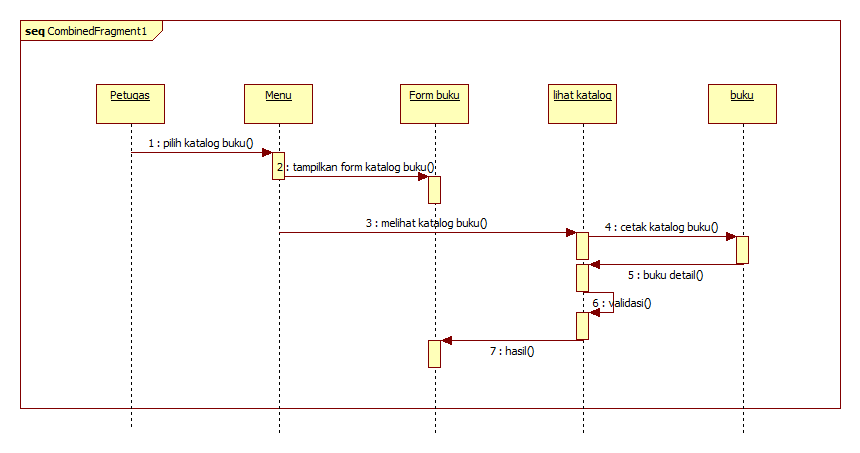 seq CombinedFragment1
Petugas
Menu
Form buku
lihat katalog
buku
1 : pilih katalog buku()
2 : tampilkan form katalog buku()
3 : melihat katalog buku()
4 : cetak katalog buku()
5 : buku detail()
6 : validasi()
7 : hasil()